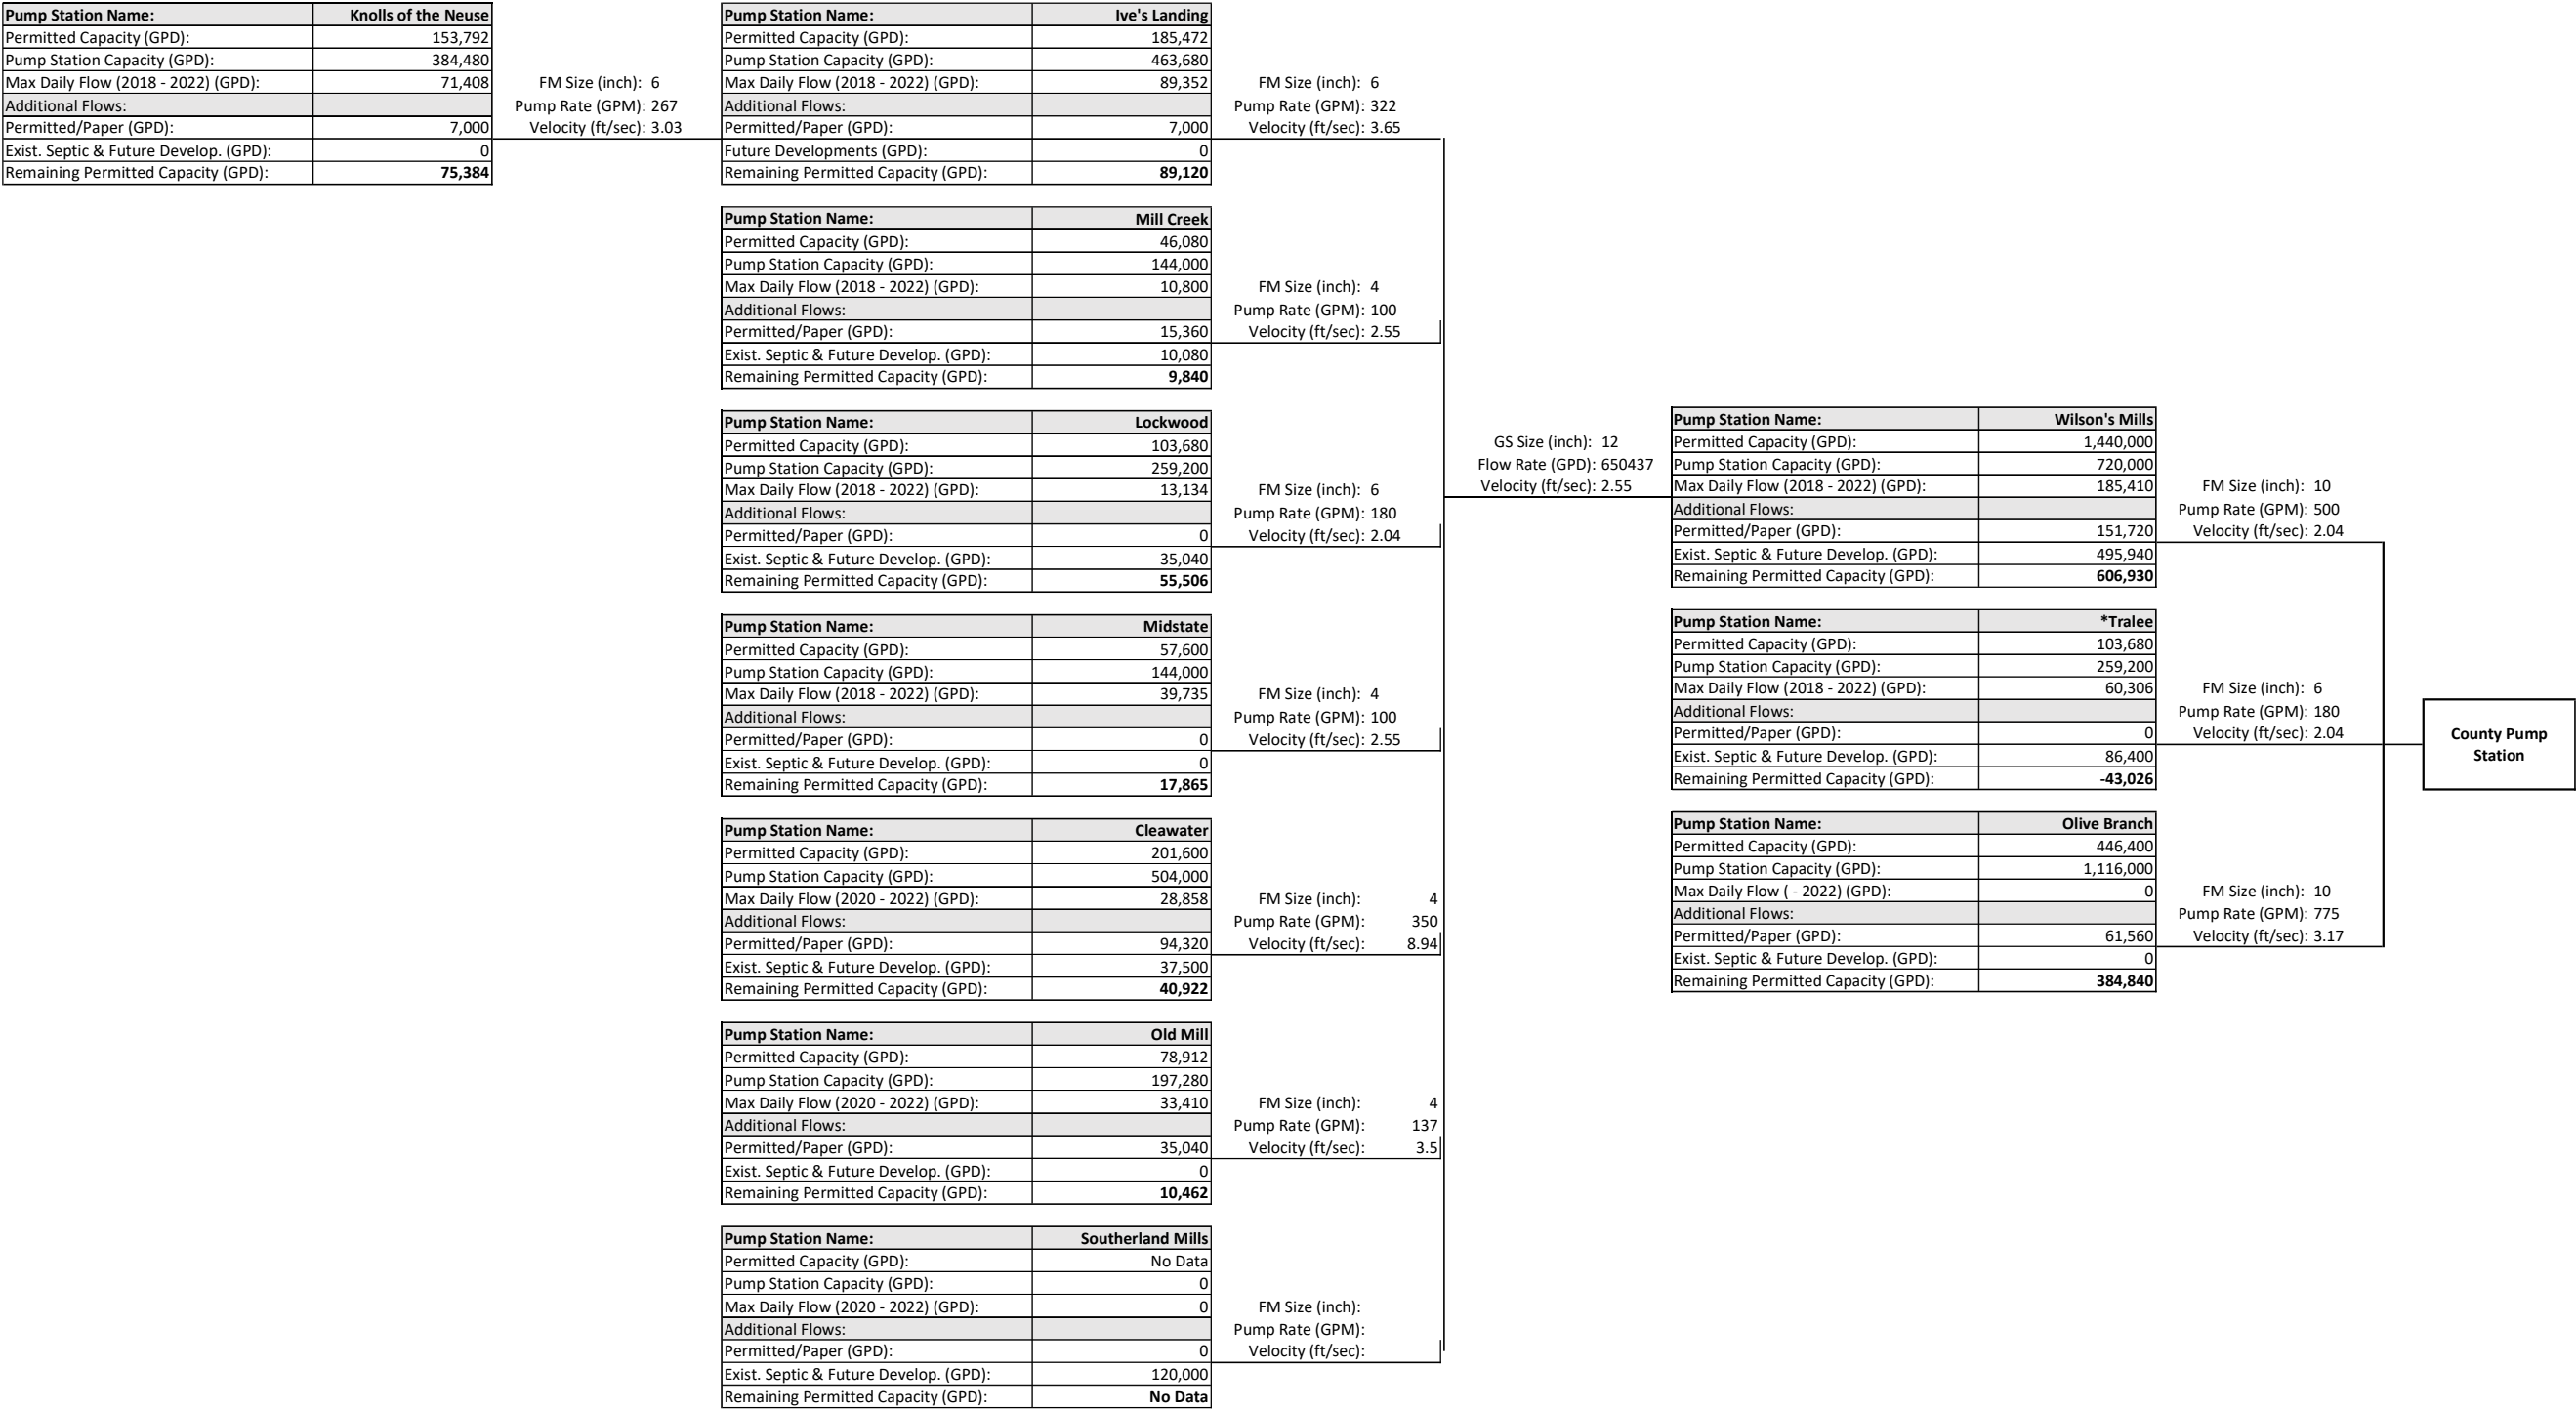 Pump Station Name: Knolls of the Neuse
Permitted Capacity (GPD): 153,792
Pump Station Capacity (GPD): 384,480
Max Daily Flow (2018 - 2022) (GPD): 71,408
Additional Flows:
Permitted/Paper (GPD): 7,000
Exist. Septic & Future Develop. (GPD): 0
Remaining Permitted Capacity (GPD): 75,384
FM Size (inch): 6
Pump Rate (GPM): 267
Velocity (ft/sec): 3.03
Pump Station Name: Ive's Landing
Permitted Capacity (GPD): 185,472
Pump Station Capacity (GPD): 463,680
Max Daily Flow (2018 - 2022) (GPD): 89,352
Additional Flows:
Permitted/Paper (GPD): 7,000
Future Developments (GPD): 0
Remaining Permitted Capacity (GPD): 89,120
FM Size (inch): 6
Pump Rate (GPM): 322
Velocity (ft/sec): 3.65
Pump Station Name: Mill Creek
Permitted Capacity (GPD): 46,080
Pump Station Capacity (GPD): 144,000
Max Daily Flow (2018 - 2022) (GPD): 10,800
Additional Flows:
Permitted/Paper (GPD): 15,360
Exist. Septic & Future Develop. (GPD): 10,080
Remaining Permitted Capacity (GPD): 9,840
FM Size (inch): 4
Pump Rate (GPM): 100
Velocity (ft/sec): 2.55
Pump Station Name: Lockwood
Permitted Capacity (GPD): 103,680
Pump Station Capacity (GPD): 259,200
Max Daily Flow (2018 - 2022) (GPD): 13,134
Additional Flows:
Permitted/Paper (GPD): 0
Exist. Septic & Future Develop. (GPD): 35,040
Remaining Permitted Capacity (GPD): 55,506
FM Size (inch): 6
Pump Rate (GPM): 180
Velocity (ft/sec): 2.04
Pump Station Name: Midstate
Permitted Capacity (GPD): 57,600
Pump Station Capacity (GPD): 144,000
Max Daily Flow (2018 - 2022) (GPD): 39,735
Additional Flows:
Permitted/Paper (GPD): 0
Exist. Septic & Future Develop. (GPD): 0
Remaining Permitted Capacity (GPD): 17,865
FM Size (inch): 4
Pump Rate (GPM): 100
Velocity (ft/sec): 2.55
Pump Station Name: Cleawater
Permitted Capacity (GPD): 201,600
Pump Station Capacity (GPD): 504,000
Max Daily Flow (2020 - 2022) (GPD): 28,858
Additional Flows:
Permitted/Paper (GPD): 94,320
Exist. Septic & Future Develop. (GPD): 37,500
Remaining Permitted Capacity (GPD): 40,922
FM Size (inch): 4
Pump Rate (GPM): 350
Velocity (ft/sec): 8.94
Pump Station Name: Old Mill
Permitted Capacity (GPD): 78,912
Pump Station Capacity (GPD): 197,280
Max Daily Flow (2020 - 2022) (GPD): 33,410
Additional Flows:
Permitted/Paper (GPD): 35,040
Exist. Septic & Future Develop. (GPD): 0
Remaining Permitted Capacity (GPD): 10,462
FM Size (inch): 4
Pump Rate (GPM): 137
Velocity (ft/sec): 3.5
Pump Station Name: Southerland Mills
Permitted Capacity (GPD): No Data
Pump Station Capacity (GPD): 0
Max Daily Flow (2020 - 2022) (GPD): 0
Additional Flows:
Permitted/Paper (GPD): 0
Exist. Septic & Future Develop. (GPD): 120,000
Remaining Permitted Capacity (GPD): No Data
FM Size (inch):
Pump Rate (GPM):
Velocity (ft/sec):
GS Size (inch): 12
Flow Rate (GPD): 650437
Velocity (ft/sec): 2.55
Pump Station Name: Wilson's Mills
Permitted Capacity (GPD): 1,440,000
Pump Station Capacity (GPD): 720,000
Max Daily Flow (2018 - 2022) (GPD): 185,410
Additional Flows:
Permitted/Paper (GPD): 151,720
Exist. Septic & Future Develop. (GPD): 495,940
Remaining Permitted Capacity (GPD): 606,930
FM Size (inch): 10
Pump Rate (GPM): 500
Velocity (ft/sec): 2.04
Pump Station Name: *Tralee
Permitted Capacity (GPD): 103,680
Pump Station Capacity (GPD): 259,200
Max Daily Flow (2018 - 2022) (GPD): 60,306
Additional Flows:
Permitted/Paper (GPD): 0
Exist. Septic & Future Develop. (GPD): 86,400
Remaining Permitted Capacity (GPD): -43,026
FM Size (inch): 6
Pump Rate (GPM): 180
Velocity (ft/sec): 2.04
Pump Station Name: Olive Branch
Permitted Capacity (GPD): 446,400
Pump Station Capacity (GPD): 1,116,000
Max Daily Flow ( - 2022) (GPD): 0
Additional Flows:
Permitted/Paper (GPD): 61,560
Exist. Septic & Future Develop. (GPD): 0
Remaining Permitted Capacity (GPD): 384,840
FM Size (inch): 10
Pump Rate (GPM): 775
Velocity (ft/sec): 3.17
County Pump
Station